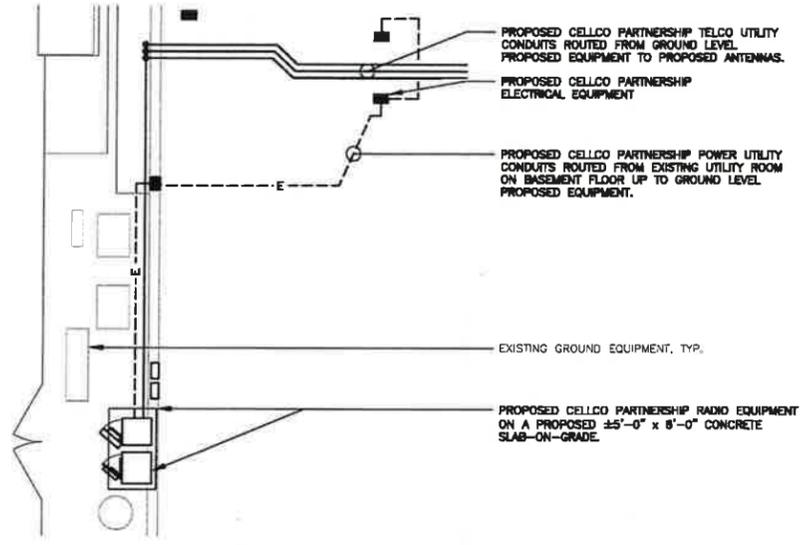 PROPOSED CELLCO PARTNERSHIP TELCO UTILITY
CONDUITS ROUTED FROM GROUND LEVEL
PROPOSED EQUIPMENT TO PROPOSED ANTENNAS.
PROPOSED CELLCO PARTNERSHIP
ELECTRICAL EQUIPMENT
PROPOSED CELLCO PARTNERSHIP POWER UTILITY
CONDUITS ROUTED FROM EXISTING UTILITY ROOM
ON BASEMENT FLOOR UP TO GROUND LEVEL
PROPOSED EQUIPMENT.
E
E
EXISTING GROUND EQUIPMENT, TYP.
PROPOSED CELLCO PARTNERSHIP RADIO EQUIPMENT
ON A PROPOSED ±5'-0" x 8'-0" CONCRETE
SLAB-ON-GRADE.